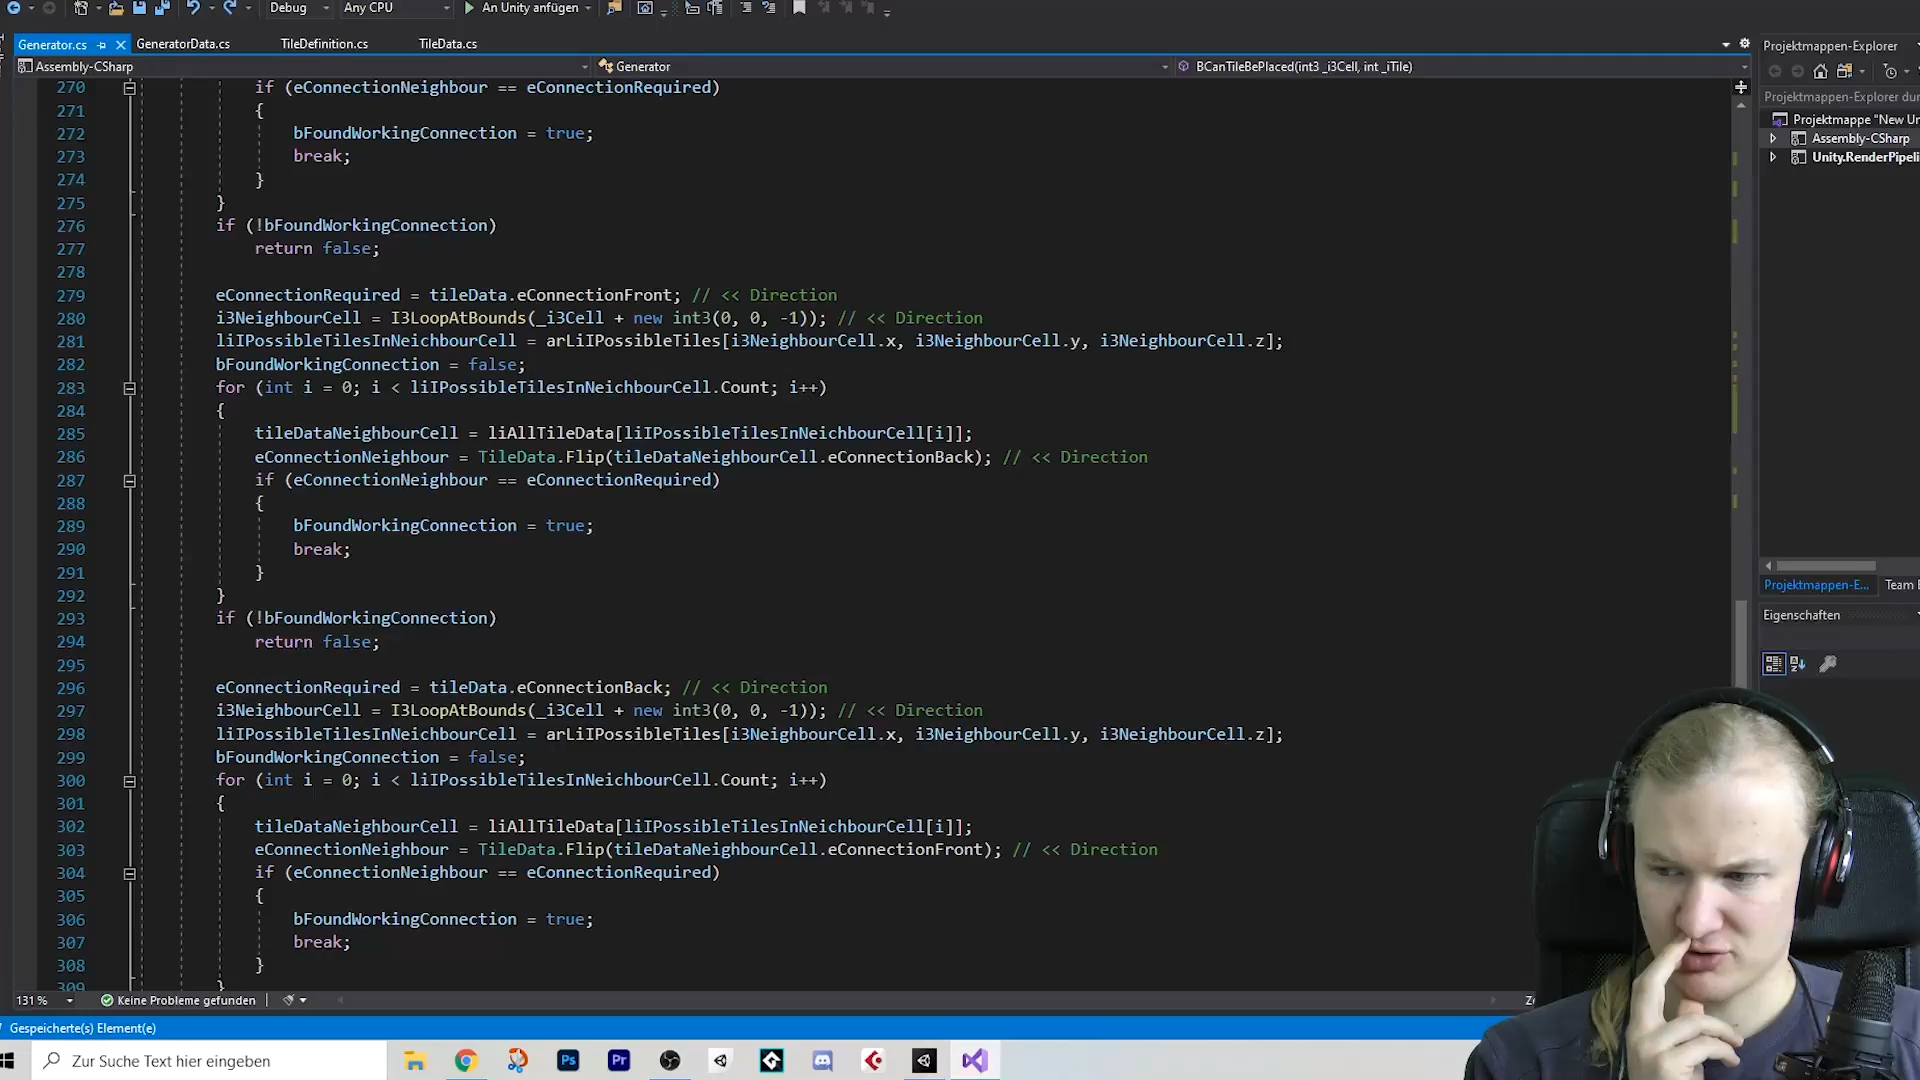 Debug
Any CPU
An Unity anfügen
Generator.cs
GeneratorData.cs
TileDefinition.cs
TileData.cs
Projektmappen-Explorer
Assembly-CSharp
Generator
BCanTileBePlaced(int3 _i3Cell, int _iTile)
Projektmappen-Explorer du
Projektmappe "New Un
Assembly-CSharp
Unity.RenderPipeli
270 if (eConnectionNeighbour == eConnectionRequired)
271 {
272 bFoundWorkingConnection = true;
273 break;
274 }
275 }
276 if (!bFoundWorkingConnection)
277 return false;
278
279 eConnectionRequired = tileData.eConnectionFront; // << Direction
280 i3NeighbourCell = I3LoopAtBounds(_i3Cell + new int3(0, 0, -1)); // << Direction
281 liIPossibleTilesInNeichbourCell = arLiIPossibleTiles[i3NeighbourCell.x, i3NeighbourCell.y, i3NeighbourCell.z];
282 bFoundWorkingConnection = false;
283 for (int i = 0; i < liIPossibleTilesInNeichbourCell.Count; i++)
284 {
285 tileDataNeighbourCell = liAllTileData[liIPossibleTilesInNeichbourCell[i]];
286 eConnectionNeighbour = TileData.Flip(tileDataNeighbourCell.eConnectionBack); // << Direction
287 if (eConnectionNeighbour == eConnectionRequired)
288 {
289 bFoundWorkingConnection = true;
290 break;
291 }
292 }
293 if (!bFoundWorkingConnection)
294 return false;
295
296 eConnectionRequired = tileData.eConnectionBack; // << Direction
297 i3NeighbourCell = I3LoopAtBounds(_i3Cell + new int3(0, 0, -1)); // << Direction
298 liIPossibleTilesInNeichbourCell = arLiIPossibleTiles[i3NeighbourCell.x, i3NeighbourCell.y, i3NeighbourCell.z];
299 bFoundWorkingConnection = false;
300 for (int i = 0; i < liIPossibleTilesInNeichbourCell.Count; i++)
301 {
302 tileDataNeighbourCell = liAllTileData[liIPossibleTilesInNeichbourCell[i]];
303 eConnectionNeighbour = TileData.Flip(tileDataNeighbourCell.eConnectionFront); // << Direction
304 if (eConnectionNeighbour == eConnectionRequired)
305 {
306 bFoundWorkingConnection = true;
307 break;
308 }
309 }
Projektmappen-E... Team
Eigenschaften
131 %
Keine Probleme gefunden
Gespeicherte(s) Element(e)
Zur Suche Text hier eingeben
Ps
Pr